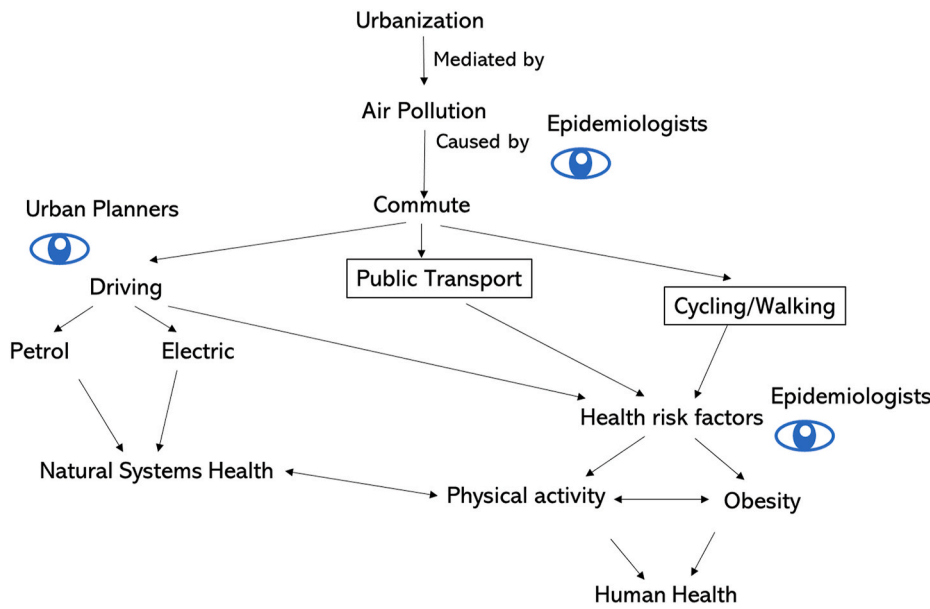 Urbanization
Mediated by
Air Pollution
Caused by
Epidemiologists
Commute
Urban Planners
Driving
Public Transport
Cycling/Walking
Petrol
Electric
Health risk factors
Epidemiologists
Natural Systems Health
Physical activity
Obesity
Human Health